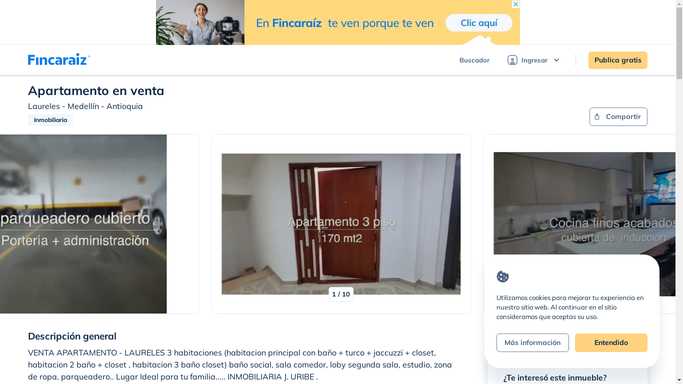 En Fincaraíz te ven porque te ven
Clic aquí
Fincaraíz
Buscador
Ingresar
Publica gratis
Apartamento en venta
Laureles - Medellín - Antioquia
Inmobiliaria
Compartir
parqueadero cubierto
Portería + administración
Apartamento 3 piso
170 mt2
1 / 10
Cocina finos acabados
cubierta de inducción
Utilizamos cookies para mejorar tu experiencia en
nuestro sitio web. Al continuar en el sitio
consideramos que aceptas su uso.
Más información
Entendido
Descripción general
VENTA APARTAMENTO - LAURELES 3 habitaciones (habitacion principal con baño + turco + jaccuzzi + closet,
habitacion 2 baño + closet , habitacion 3 baño closet) baño social, sala comedor, loby segunda sala, estudio, zona
de ropa, parqueadero.. Lugar Ideal para tu familia..... INMOBILIARIA J. URIBE .
¿Te interesó este inmueble?